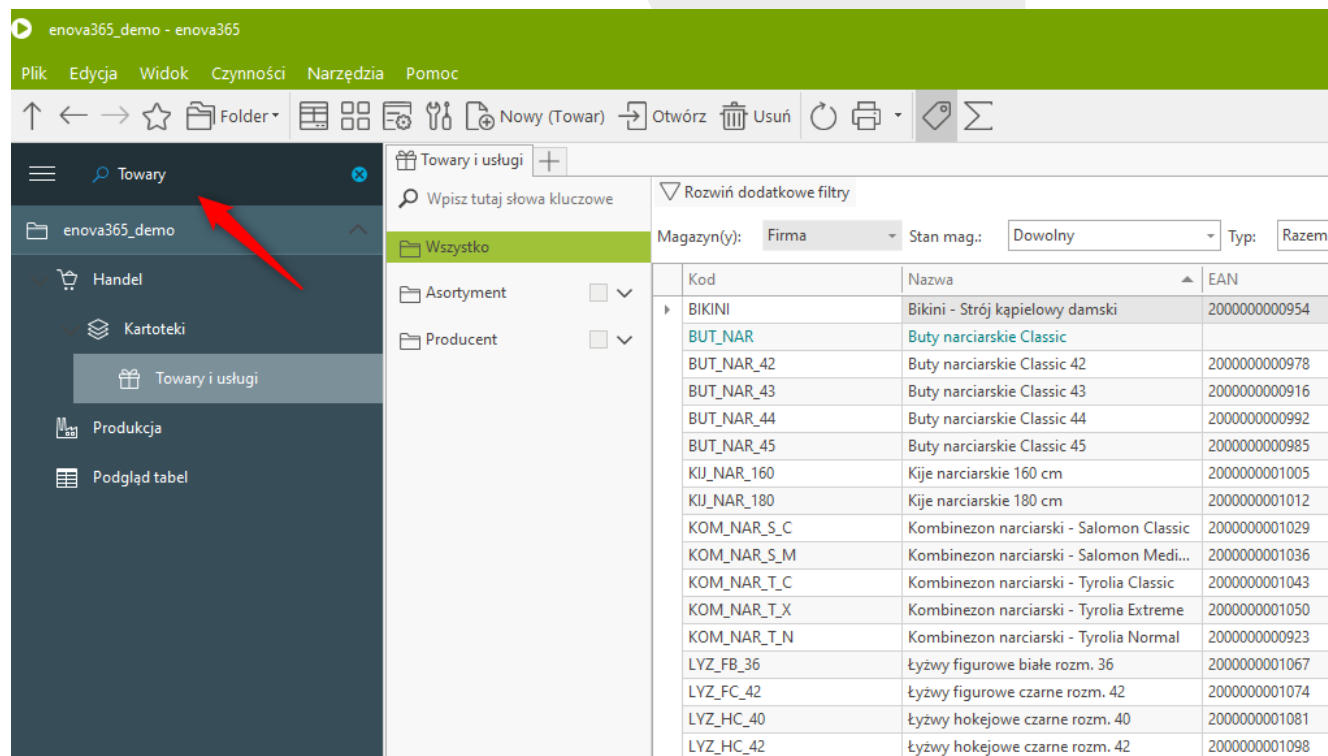 enova365_demo - enova365
Plik Edycja Widok Czynności Narzędzia Pomoc
Folder Nowy (Towar) Otwórz Usuń
Towary
enova365_demo
Handel
Kartoteki
Towary i usługi
Produkcja
Podgląd tabel
Towary i usługi
Wpisz tutaj słowa kluczowe
Wszystko
Asortyment
Producent
Rozwiń dodatkowe filtry
Magazyn(y): Firma Stan mag.: Dowolny Typ: Razem
Kod Nazwa EAN
BIKINI Bikini - Strój kąpielowy damski 2000000000954
BUT_NAR Buty narciarskie Classic
BUT_NAR_42 Buty narciarskie Classic 42 2000000000978
BUT_NAR_43 Buty narciarskie Classic 43 2000000000916
BUT_NAR_44 Buty narciarskie Classic 44 2000000000992
BUT_NAR_45 Buty narciarskie Classic 45 2000000000985
KIJ_NAR_160 Kije narciarskie 160 cm 2000000001005
KIJ_NAR_180 Kije narciarskie 180 cm 2000000001012
KOM_NAR_S_C Kombinezon narciarski - Salomon Classic 2000000001029
KOM_NAR_S_M Kombinezon narciarski - Salomon Medi... 2000000001036
KOM_NAR_T_C Kombinezon narciarski - Tyrolia Classic 2000000001043
KOM_NAR_T_X Kombinezon narciarski - Tyrolia Extreme 2000000001050
KOM_NAR_T_N Kombinezon narciarski - Tyrolia Normal 2000000000923
LYZ_FB_36 Łyżwy figurowe białe rozm. 36 2000000001067
LYZ_FC_42 Łyżwy figurowe czarne rozm. 42 2000000001074
LYZ_HC_40 Łyżwy hokejowe czarne rozm. 40 2000000001081
LYZ_HC_42 Łyżwy hokejowe czarne rozm. 42 2000000001098